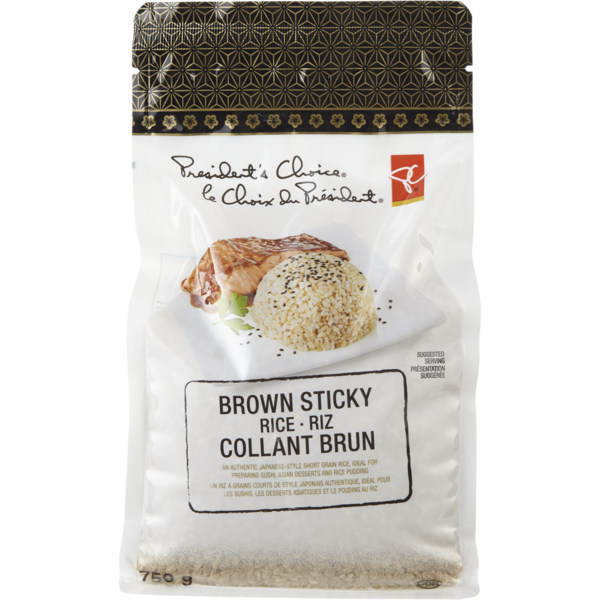 President's Choice®
le Choix du Président®
PC®
SUGGESTED
SERVING
PRÉSENTATION
SUGGÉRÉE
BROWN STICKY
RICE · RIZ
COLLANT BRUN
AN AUTHENTIC JAPANESE-STYLE SHORT GRAIN RICE, IDEAL FOR
PREPARING SUSHI, ASIAN DESSERTS AND RICE PUDDING
UN RIZ À GRAINS COURTS DE STYLE JAPONAIS AUTHENTIQUE, IDÉAL POUR
LES SUSHIS, LES DESSERTS ASIATIQUES ET LE POUDING AU RIZ
750 g